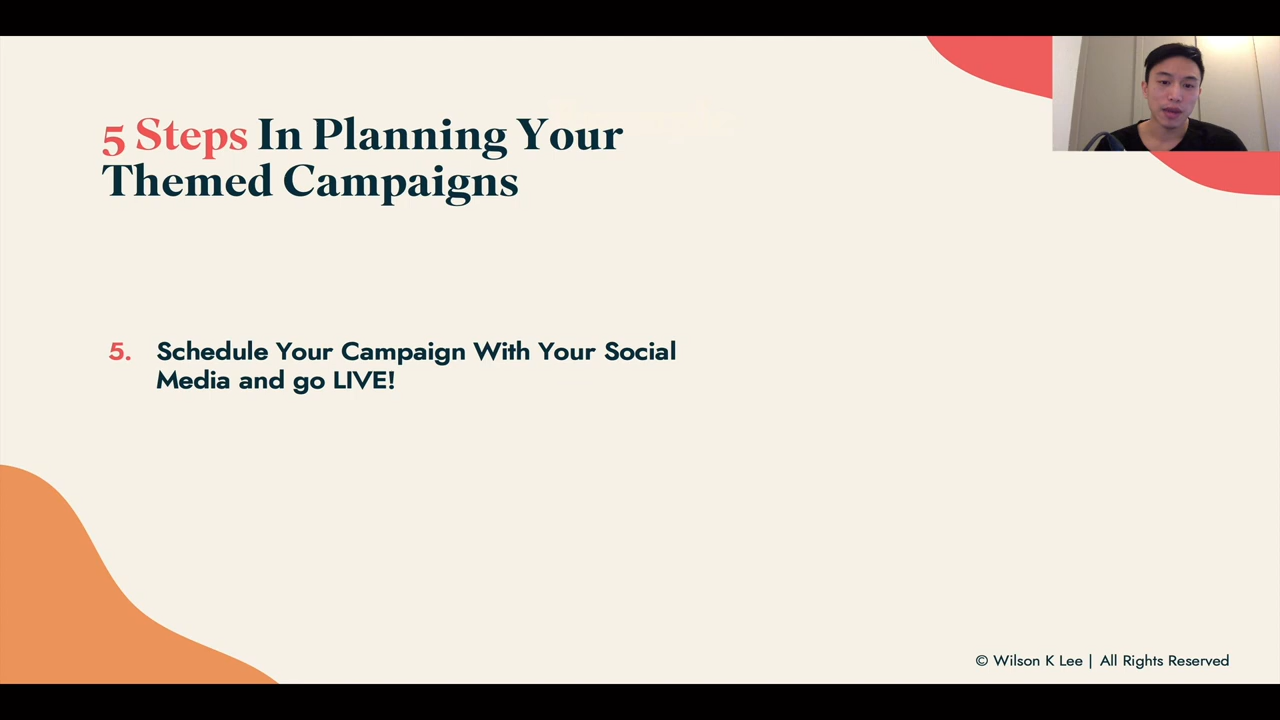 5 Steps In Planning Your
Themed Campaigns
5. Schedule Your Campaign With Your Social
Media and go LIVE!
© Wilson K Lee | All Rights Reserved